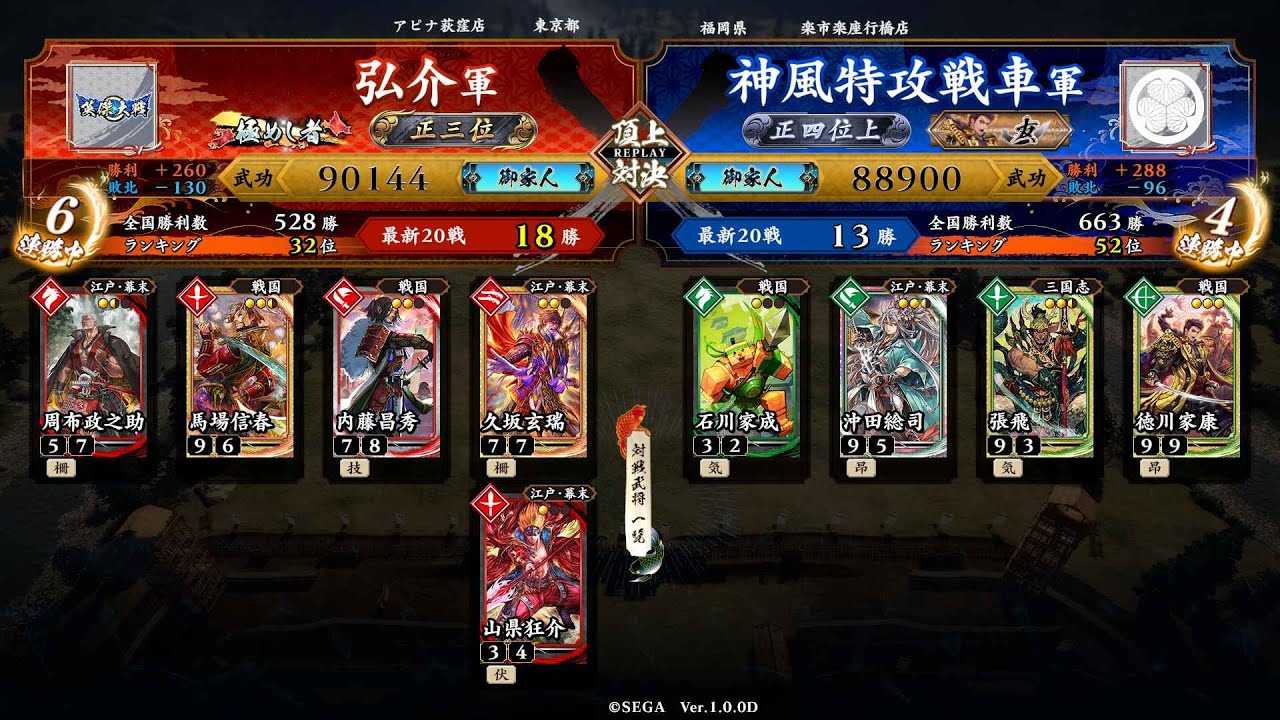 アピナ荻窪店 東京都
福岡県 楽市楽座行橋店
英傑大戦
弘介軍
極めし者
正三位
勝利 +260
敗北 −130
武功 90144 御家人
6連勝中
全国勝利数 528勝
ランキング 32位
最新20戦 18勝
頂上
REPLAY
対決
神風特攻戦車軍
正四位上
御家人 88900 武功
勝利 +288
敗北 −96
最新20戦 13勝
全国勝利数 663勝
ランキング 52位
4連勝中
江戸・幕末
周布政之助
5 7
柵
戦国
馬場信春
9 6
戦国
内藤昌秀
7 8
技
江戸・幕末
久坂玄瑞
7 7
柵
江戸・幕末
山県狂介
3 4
伏
対戦武将一覧
戦国
石川家成
3 2
気
江戸・幕末
沖田総司
9 5
昂
三国志
張飛
9 3
気
戦国
徳川家康
9 9
昂
©SEGA Ver.1.0.0D